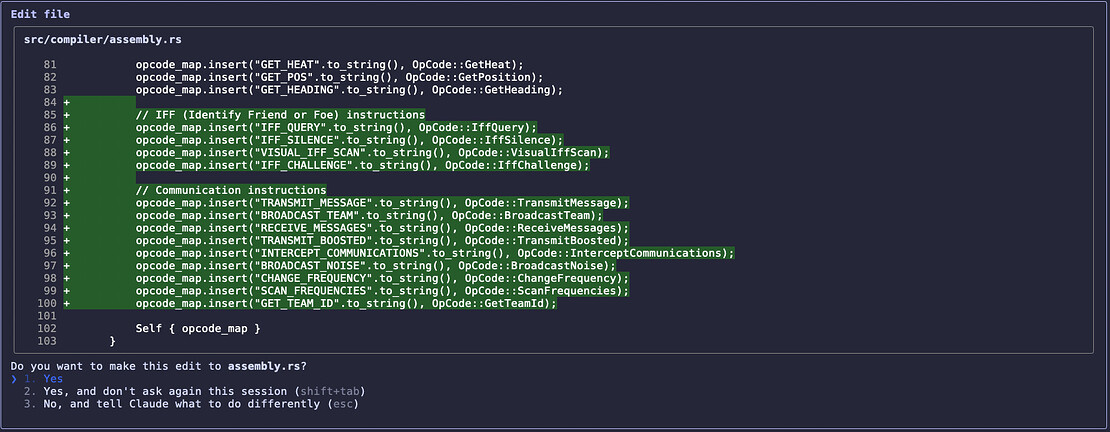 Edit file
src/compiler/assembly.rs
81 opcode_map.insert("GET_HEAT".to_string(), OpCode::GetHeat);
82 opcode_map.insert("GET_POS".to_string(), OpCode::GetPosition);
83 opcode_map.insert("GET_HEADING".to_string(), OpCode::GetHeading);
84 +
85 + // IFF (Identify Friend or Foe) instructions
86 + opcode_map.insert("IFF_QUERY".to_string(), OpCode::IffQuery);
87 + opcode_map.insert("IFF_SILENCE".to_string(), OpCode::IffSilence);
88 + opcode_map.insert("VISUAL_IFF_SCAN".to_string(), OpCode::VisualIffScan);
89 + opcode_map.insert("IFF_CHALLENGE".to_string(), OpCode::IffChallenge);
90 +
91 + // Communication instructions
92 + opcode_map.insert("TRANSMIT_MESSAGE".to_string(), OpCode::TransmitMessage);
93 + opcode_map.insert("BROADCAST_TEAM".to_string(), OpCode::BroadcastTeam);
94 + opcode_map.insert("RECEIVE_MESSAGES".to_string(), OpCode::ReceiveMessages);
95 + opcode_map.insert("TRANSMIT_BOOSTED".to_string(), OpCode::TransmitBoosted);
96 + opcode_map.insert("INTERCEPT_COMMUNICATIONS".to_string(), OpCode::InterceptCommunications);
97 + opcode_map.insert("BROADCAST_NOISE".to_string(), OpCode::BroadcastNoise);
98 + opcode_map.insert("CHANGE_FREQUENCY".to_string(), OpCode::ChangeFrequency);
99 + opcode_map.insert("SCAN_FREQUENCIES".to_string(), OpCode::ScanFrequencies);
100 + opcode_map.insert("GET_TEAM_ID".to_string(), OpCode::GetTeamId);
101
102 Self { opcode_map }
103 }
Do you want to make this edit to assembly.rs?
❯ 1. Yes
2. Yes, and don't ask again this session (shift+tab)
3. No, and tell Claude what to do differently (esc)